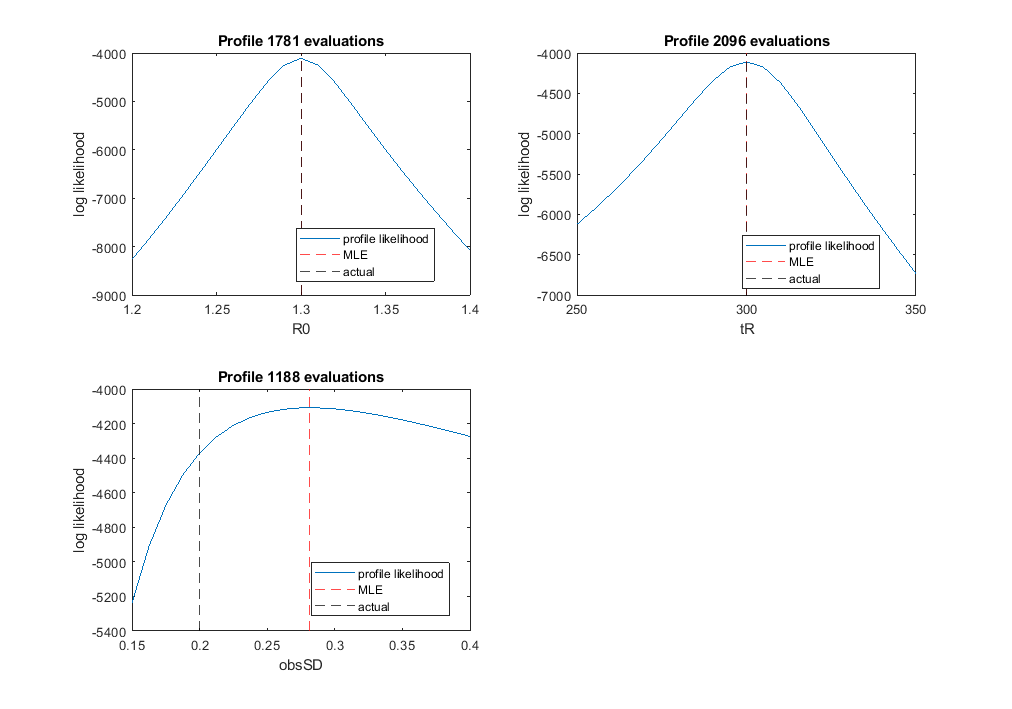 Profile 1781 evaluations
-4000
-5000
-6000
-7000
-8000
-9000
log likelihood
1.2 1.25 1.3 1.35 1.4
R0
profile likelihood
MLE
actual
Profile 2096 evaluations
-4000
-4500
-5000
-5500
-6000
-6500
-7000
log likelihood
250 300 350
tR
profile likelihood
MLE
actual
Profile 1188 evaluations
-4000
-4200
-4400
-4600
-4800
-5000
-5200
-5400
log likelihood
0.15 0.2 0.25 0.3 0.35 0.4
obsSD
profile likelihood
MLE
actual